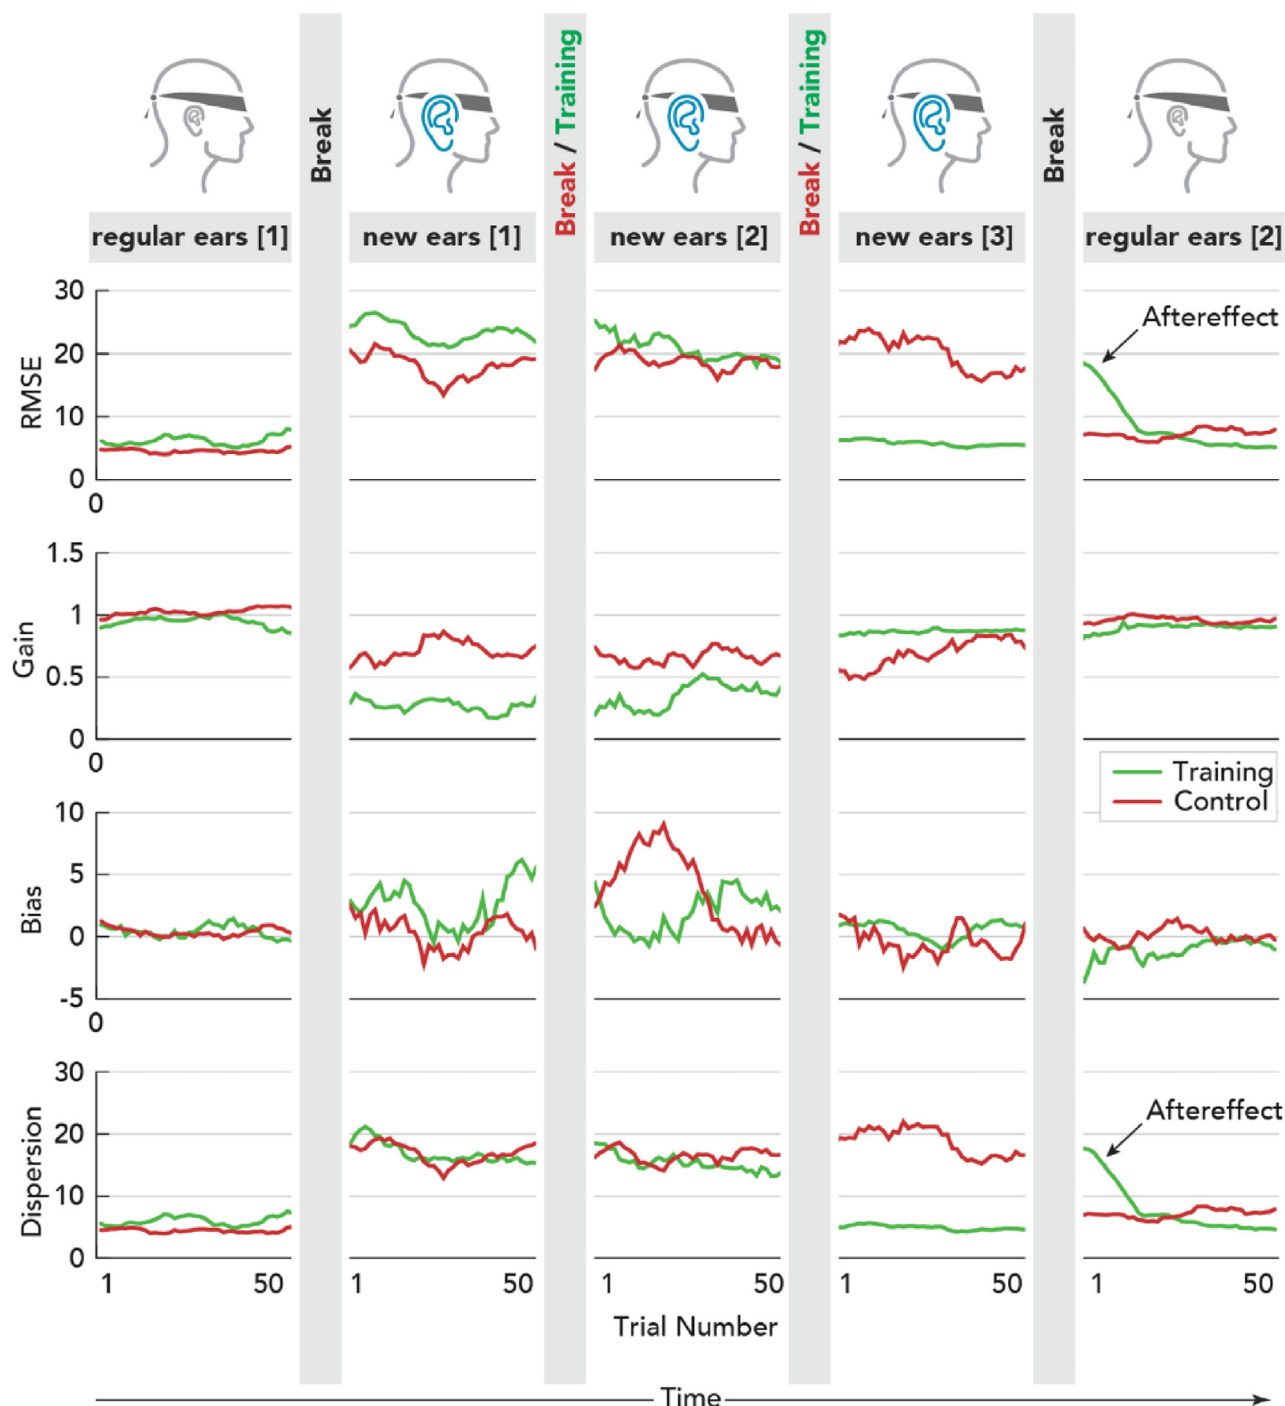 Break
Break / Training
Break / Training
Break
regular ears [1]
new ears [1]
new ears [2]
new ears [3]
regular ears [2]
RMSE
30
20
10
0
0
Aftereffect
Gain
1.5
1
0.5
0
0
Training
Control
Bias
10
5
0
-5
0
Dispersion
30
20
10
0
Aftereffect
1 50 1 50 1 50 1 50 1 50
Trial Number
Time